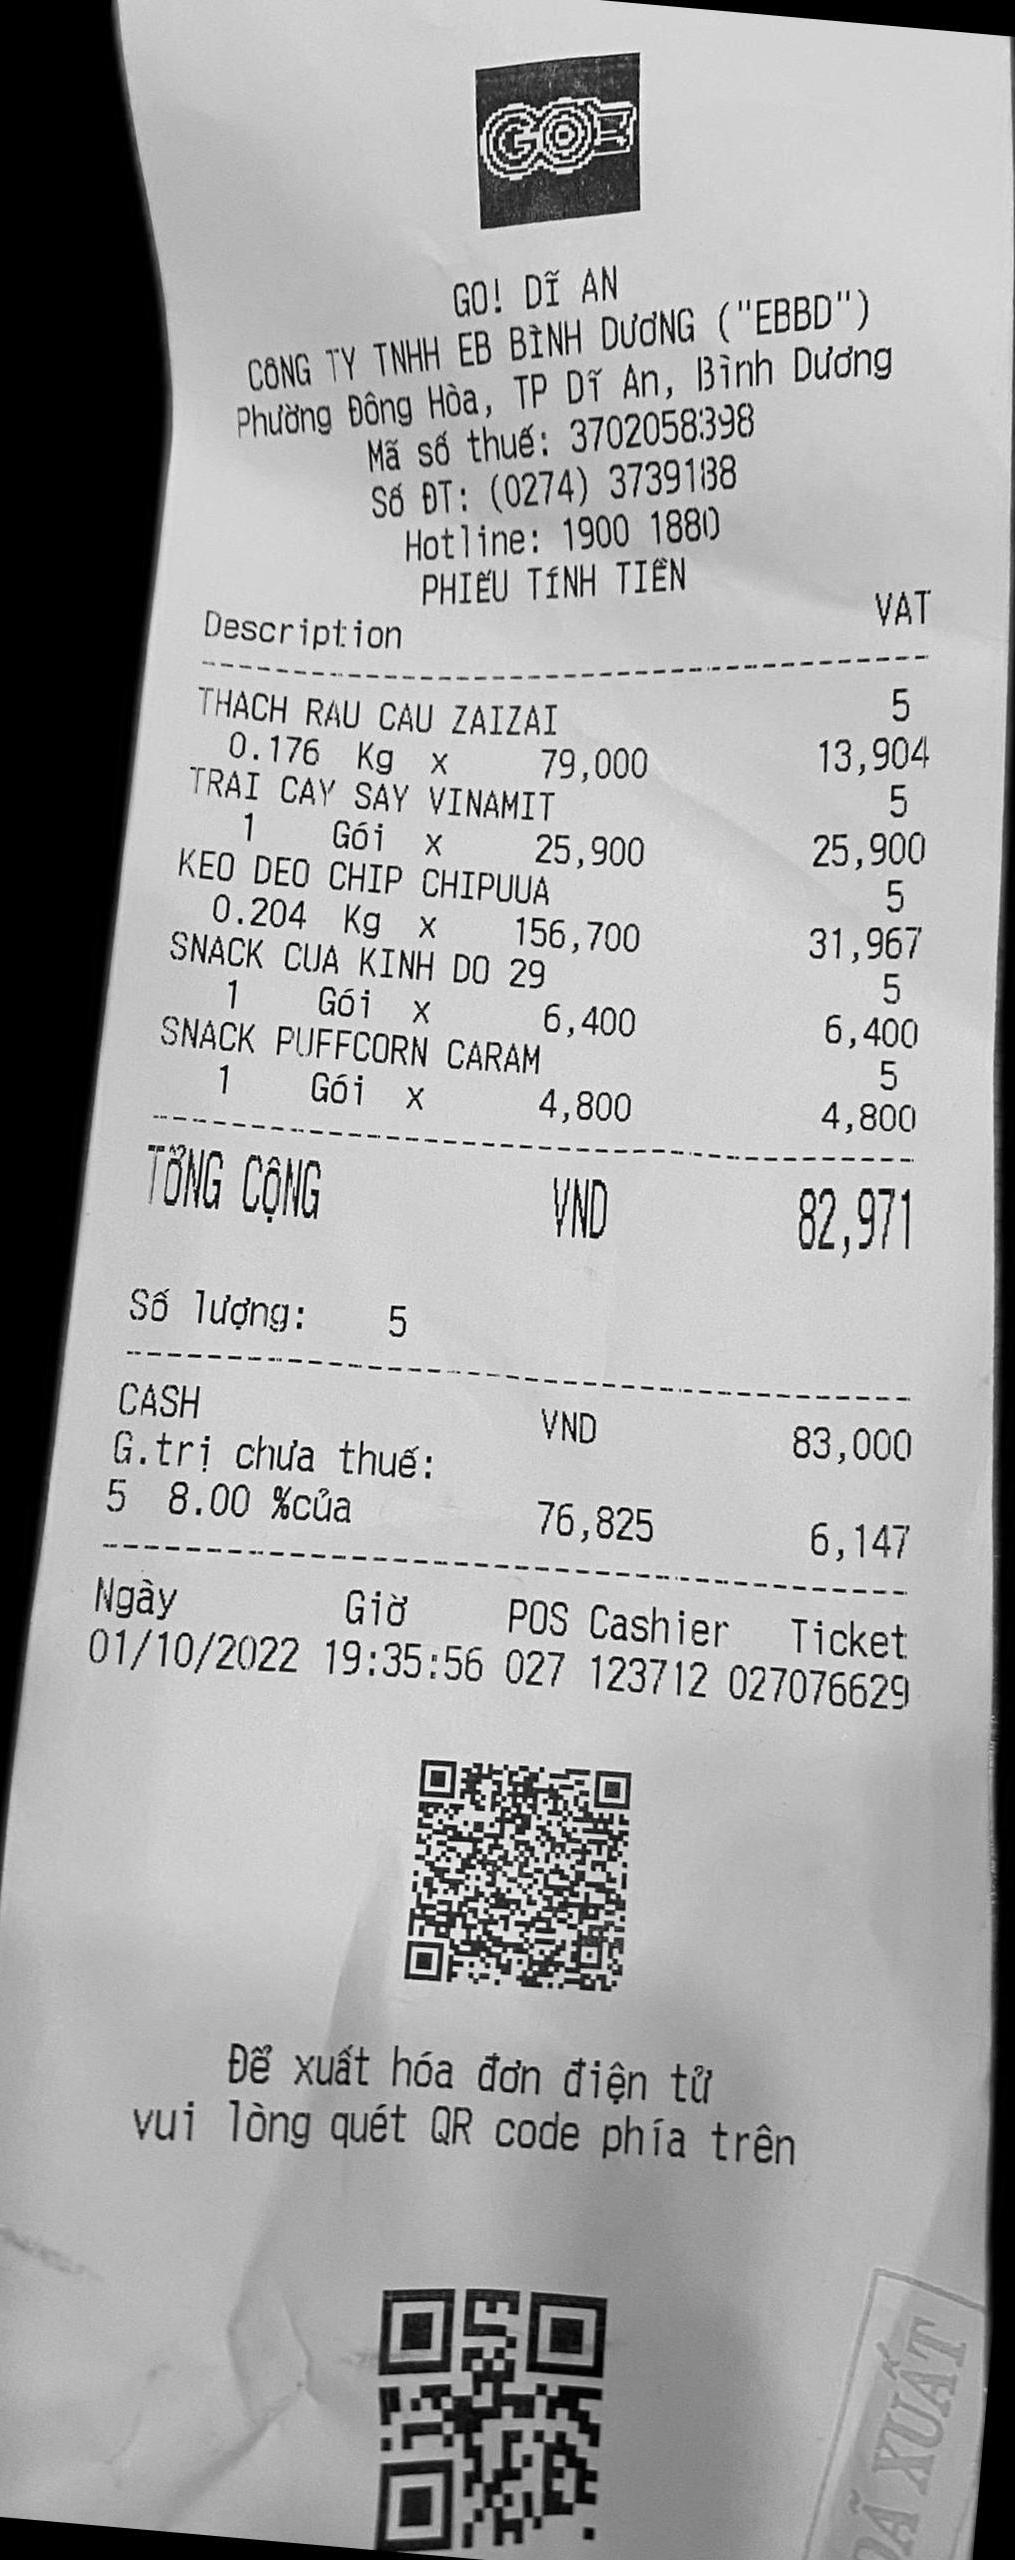 GO!
GO! DĨ AN
CÔNG TY TNHH EB BÌNH DƯƠNG ("EBBD")
Phường Đông Hòa, TP Dĩ An, Bình Dương
Mã số thuế: 3702058398
Số ĐT: (0274) 3739188
Hotline: 1900 1880
PHIẾU TÍNH TIỀN
Description VAT
THACH RAU CAU ZAIZAI 5
0.176 Kg x 79,000 13,904
TRAI CAY SAY VINAMIT 5
1 Gói x 25,900 25,900
KEO DEO CHIP CHIPUUA 5
0.204 Kg x 156,700 31,967
SNACK CUA KINH DO 29 5
1 Gói x 6,400 6,400
SNACK PUFFCORN CARAM 5
1 Gói x 4,800 4,800
TỔNG CỘNG VND 82,971
Số lượng: 5
CASH VND 83,000
G.trị chưa thuế:
5 8.00 %của 76,825 6,147
Ngày Giờ POS Cashier Ticket
01/10/2022 19:35:56 027 123712 027076629
Để xuất hóa đơn điện tử
vui lòng quét QR code phía trên
ĐÃ XUẤT